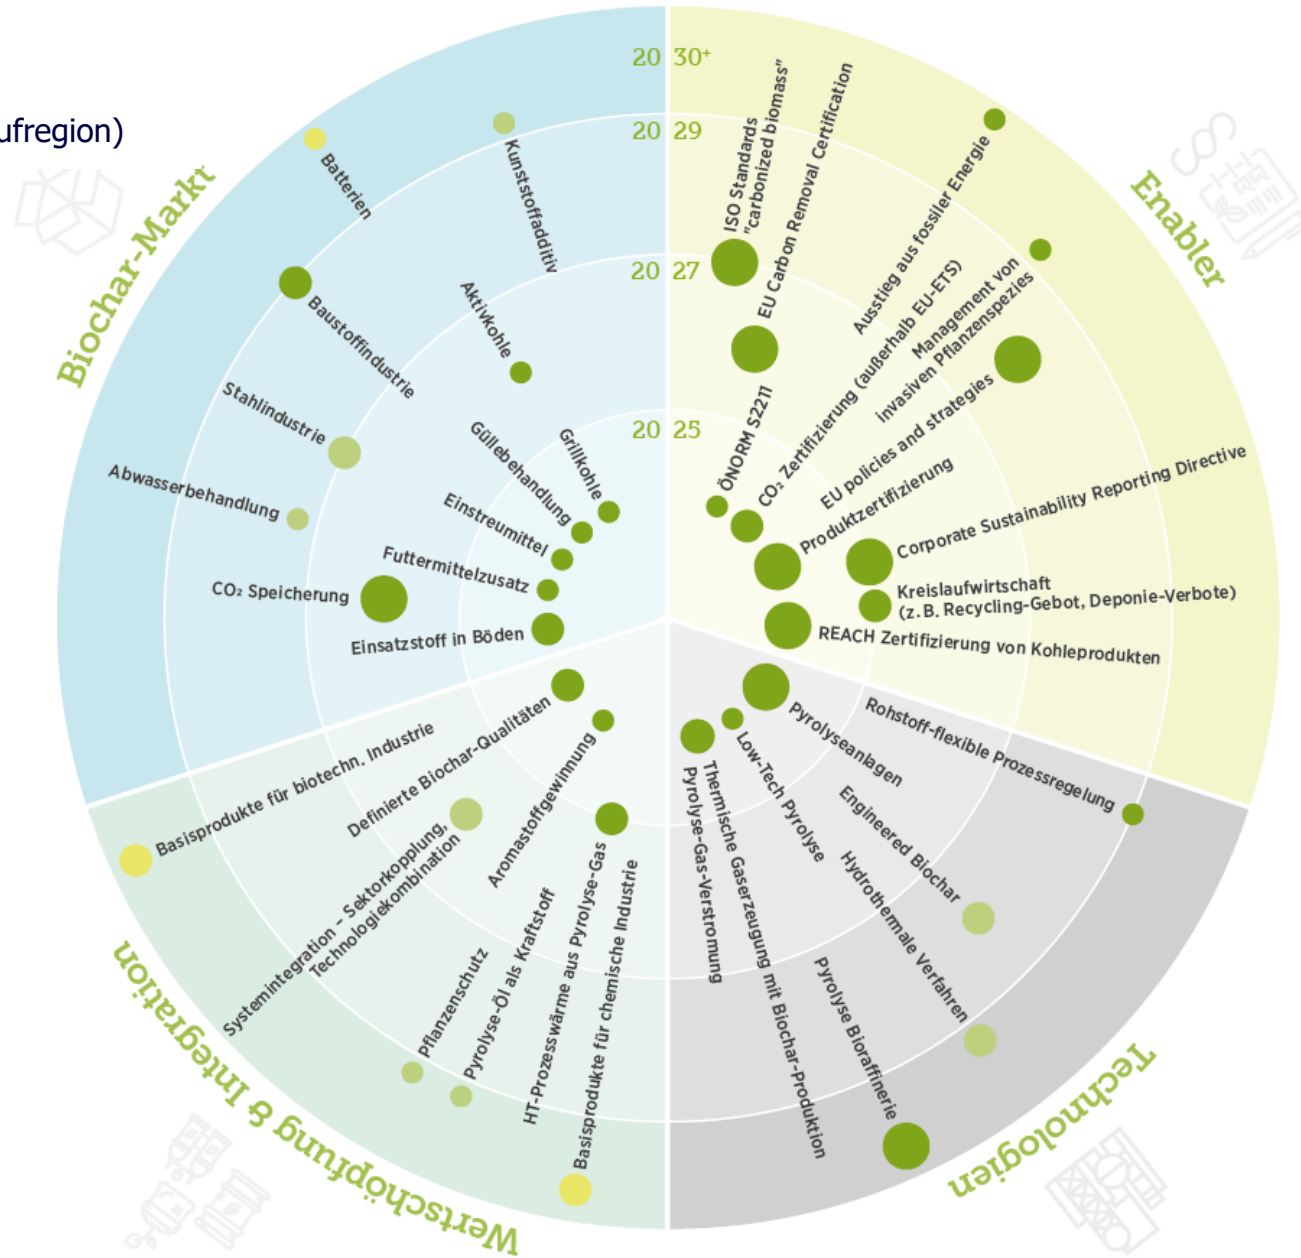 ufregion)
20 30+
20 29
20 27
20 25
Biochar-Markt
Batterien
Kunststoffadditiv
Baustoffindustrie
Aktivkohle
Stahlindustrie
Güllebehandlung
Grillkohle
Abwasserbehandlung
Einstreumittel
Futtermittelzusatz
CO₂ Speicherung
Einsatzstoff in Böden
Enabler
ISO Standards
"carbonized biomass"
EU Carbon Removal Certification
Ausstieg aus fossiler Energie
ÖNORM S2211
CO₂ Zertifizierung (außerhalb EU-ETS)
Management von
invasiven Pflanzenspezies
EU policies and strategies
Produktzertifizierung
Corporate Sustainability Reporting Directive
Kreislaufwirtschaft
(z. B. Recycling-Gebot, Deponie-Verbote)
REACH Zertifizierung von Kohleprodukten
Technologien
Rohstoff-flexible Prozessregelung
Pyrolyseanlagen
Engineered Biochar
Low-Tech Pyrolyse
Hydrothermale Verfahren
Pyrolyse Bioraffinerie
Thermische Gaserzeugung mit Biochar-Produktion
Pyrolyse-Gas-Verstromung
Wertschöpfung & Integration
Basisprodukte für biotechn. Industrie
Definierte Biochar-Qualitäten
Systemintegration – Sektorkopplung,
Technologiekombination
Aromastoffgewinnung
Pflanzenschutz
Pyrolyse-Öl als Kraftstoff
HT-Prozesswärme aus Pyrolyse-Gas
Basisprodukte für chemische Industrie